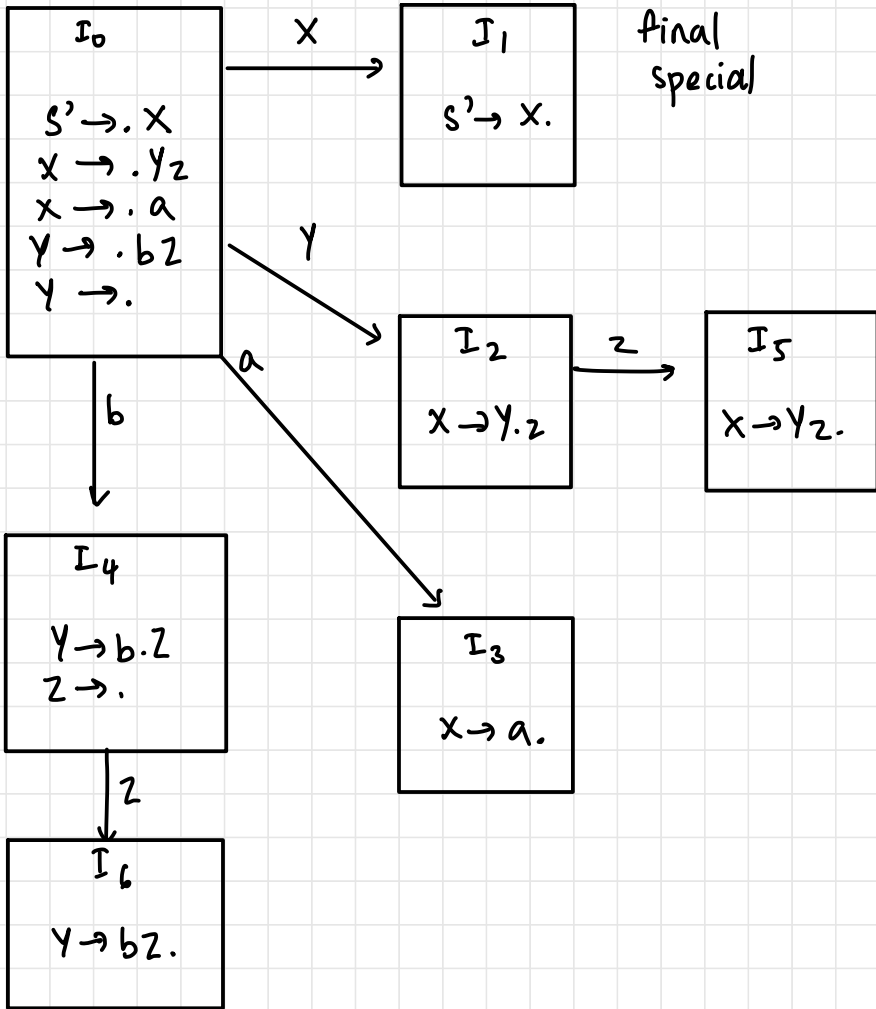 I₀
S' → . X
X → . Yz
X → . a
Y → . bZ
Y → .
X
I₁
S' → X.
final
special
Y
I₂
X → Y.z
z
I₅
X → Yz.
a
b
I₄
Y → b.Z
Z → .
I₃
X → a.
Z
I₆
Y → bZ.